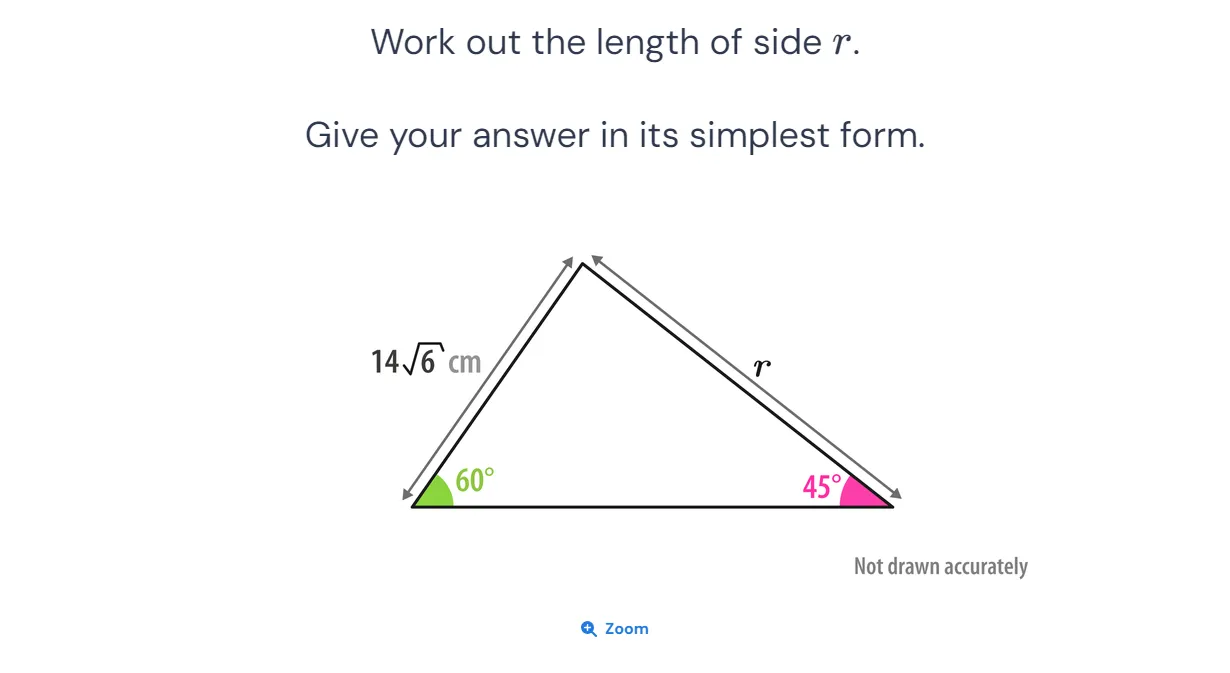 Work out the length of side r.
Give your answer in its simplest form.
14√6 cm
r
60°
45°
Not drawn accurately
Zoom